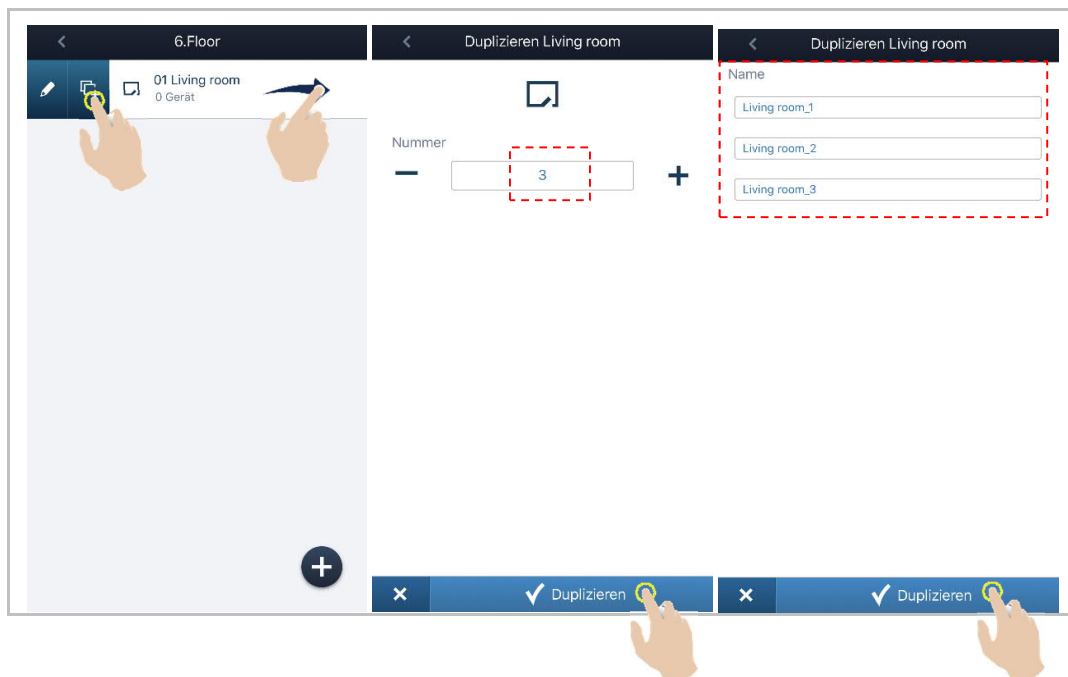 6.Floor
01 Living room
0 Gerät
Duplizieren Living room
Nummer
3
Duplizieren
Duplizieren Living room
Name
Living room_1
Living room_2
Living room_3
Duplizieren